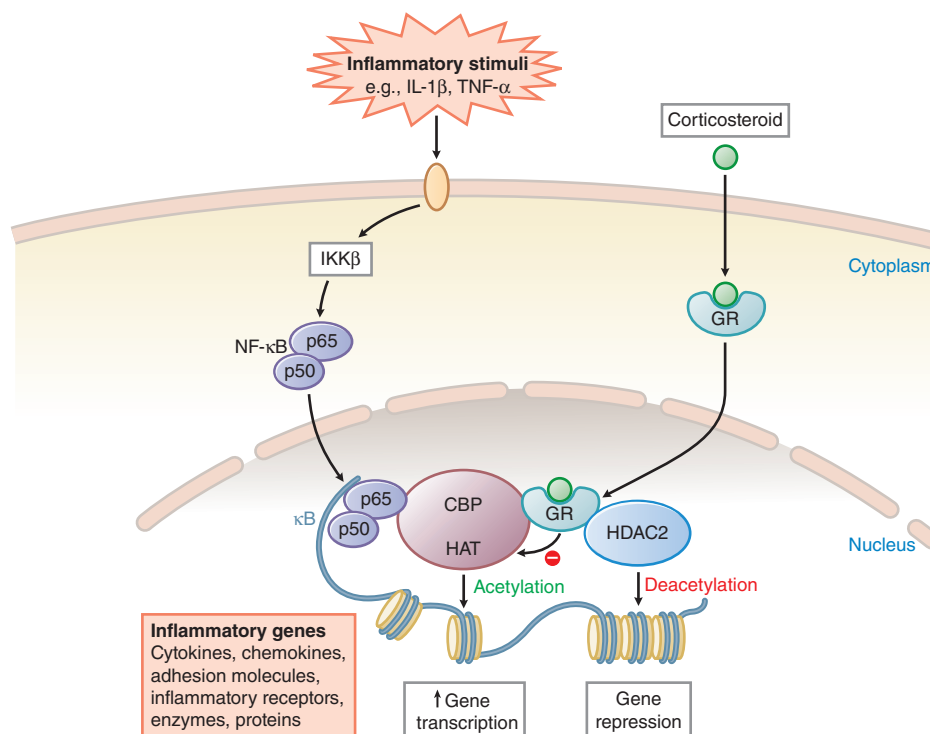 Inflammatory stimuli
e.g., IL-1β, TNF-α
Corticosteroid
IKKβ
Cytoplasm
GR
NF-κB
p65
p50
κB
p65
p50
CBP
HAT
GR
HDAC2
Nucleus
Acetylation
Deacetylation
Inflammatory genes
Cytokines, chemokines,
adhesion molecules,
inflammatory receptors,
enzymes, proteins
↑ Gene
transcription
Gene
repression